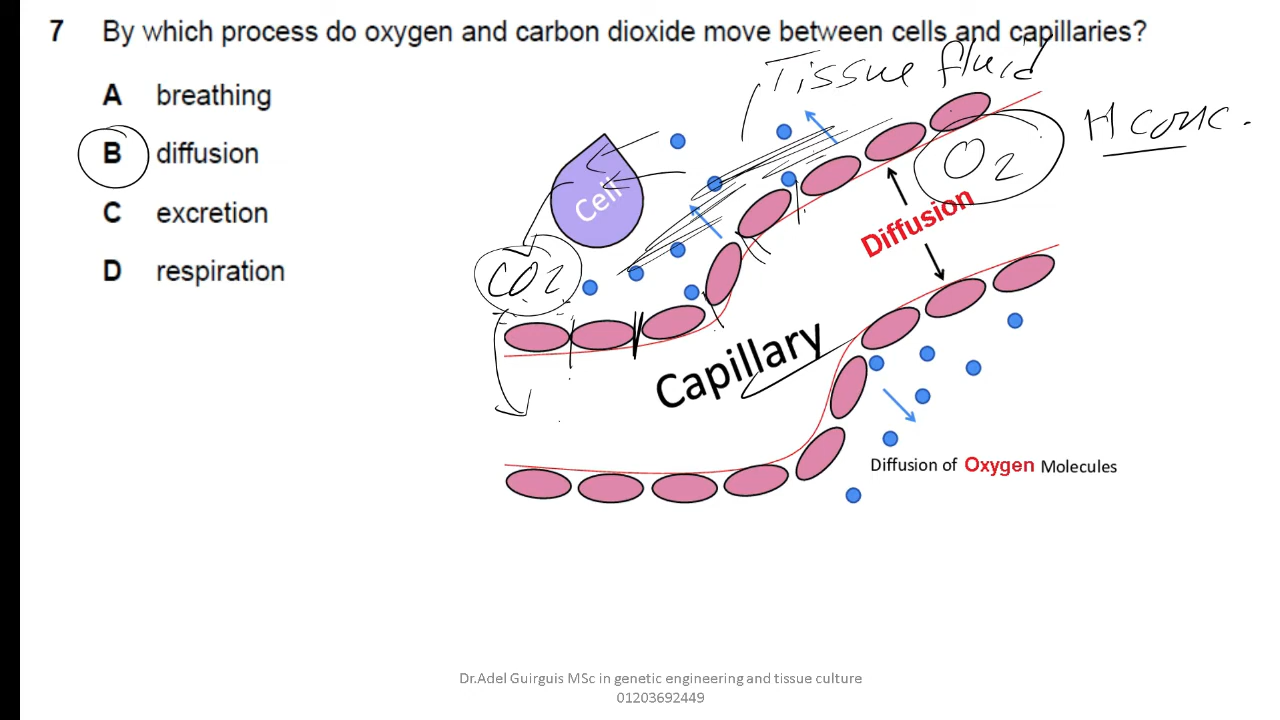 7 By which process do oxygen and carbon dioxide move between cells and capillaries?
A breathing
B diffusion
C excretion
D respiration
Tissue fluid
H conc.
O2
Cell
Diffusion
CO2
Capillary
Diffusion of Oxygen Molecules
Dr.Adel Guirguis MSc in genetic engineering and tissue culture
01203692449